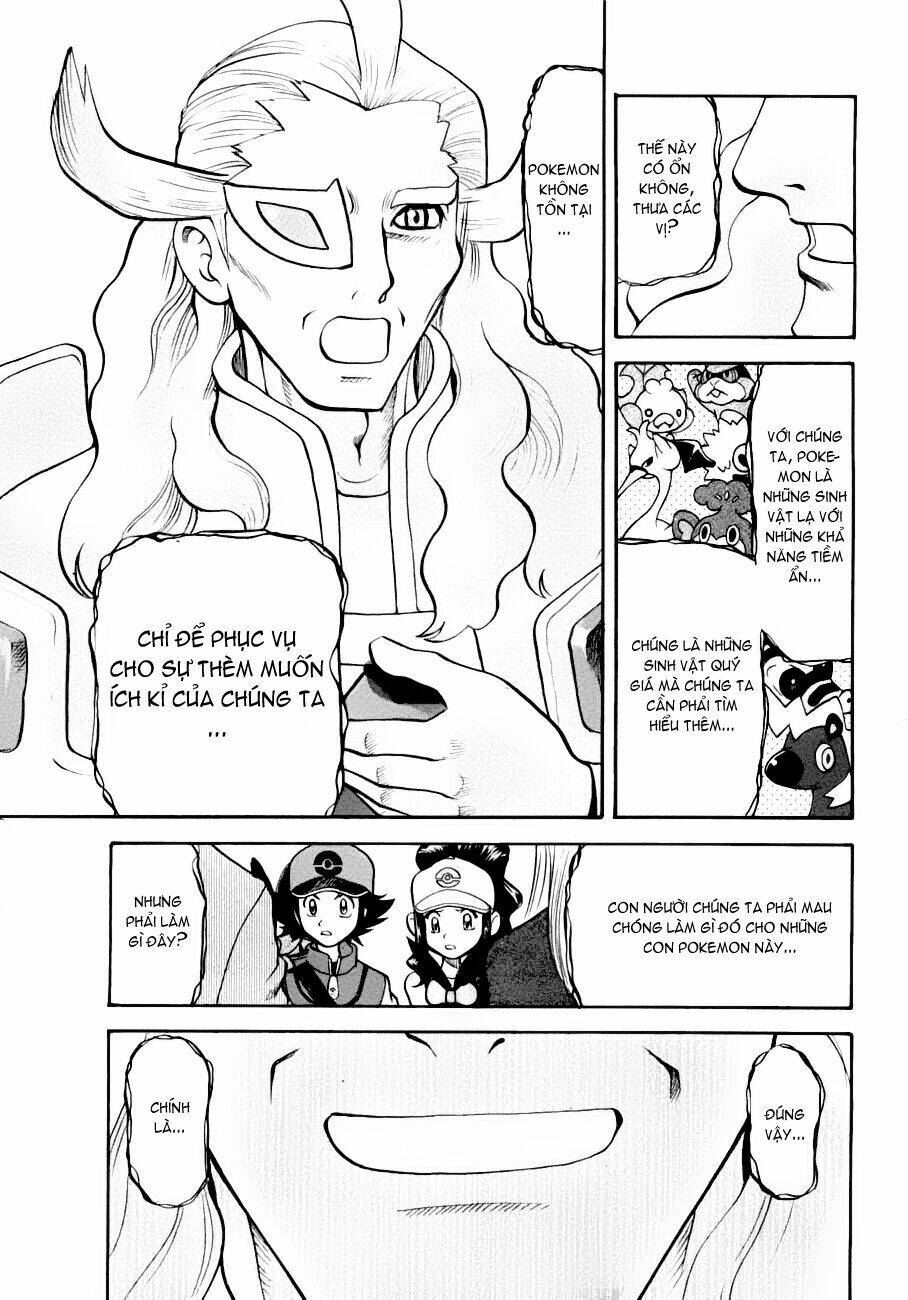 THẾ NÀY
CÓ ỔN
KHÔNG,
THƯA CÁC
VỊ?
POKEMON
KHÔNG
TỒN TẠI
...
CHỈ ĐỂ PHỤC VỤ
CHO SỰ THÈM MUỐN
ÍCH KỈ CỦA CHÚNG TA
...
VỚI CHÚNG
TA, POKE-
MON LÀ
NHỮNG SINH
VẬT LẠ VỚI
NHỮNG KHẢ
NĂNG TIỀM
ẨN...
CHÚNG LÀ NHỮNG
SINH VẬT QUÝ
GIÁ MÀ CHÚNG TA
CẦN PHẢI TÌM
HIỂU THÊM...
CON NGƯỜI CHÚNG TA PHẢI MAU
CHÓNG LÀM GÌ ĐÓ CHO NHỮNG
CON POKEMON NÀY...
NHƯNG
PHẢI LÀM
GÌ ĐÂY?
ĐÚNG
VẬY...
CHÍNH
LÀ...